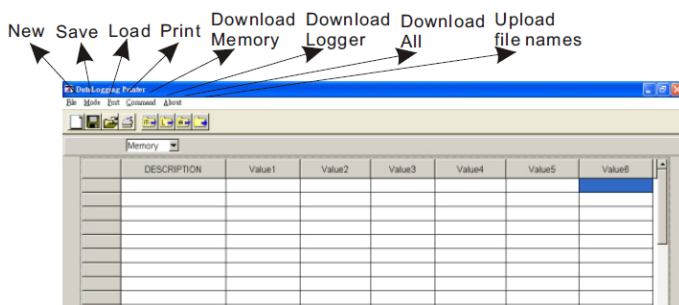 Download Download Download Upload
New Save Load Print Memory Logger All file names
Data Logging Printer
File Mode Port Command About
Memory
DESCRIPTION Value1 Value2 Value3 Value4 Value5 Value6